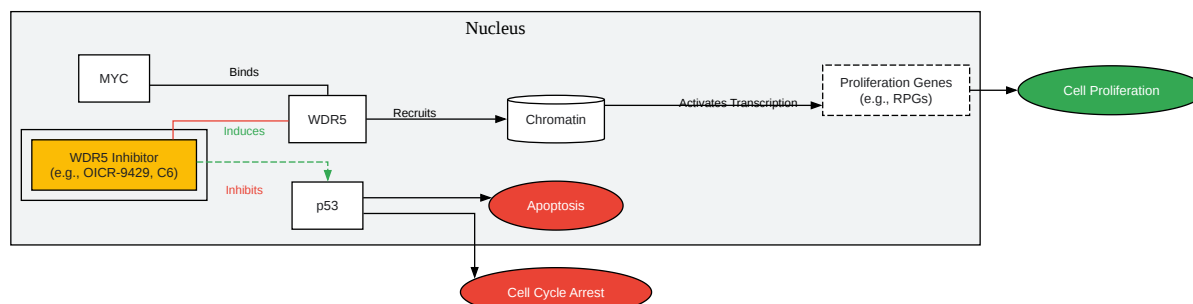 Nucleus
MYC
Binds
Proliferation Genes
(e.g., RPGs)
Cell Proliferation
WDR5
Recruits
Chromatin
Activates Transcription
Induces
WDR5 Inhibitor
(e.g., OICR-9429, C6)
Inhibits
p53
Apoptosis
Cell Cycle Arrest